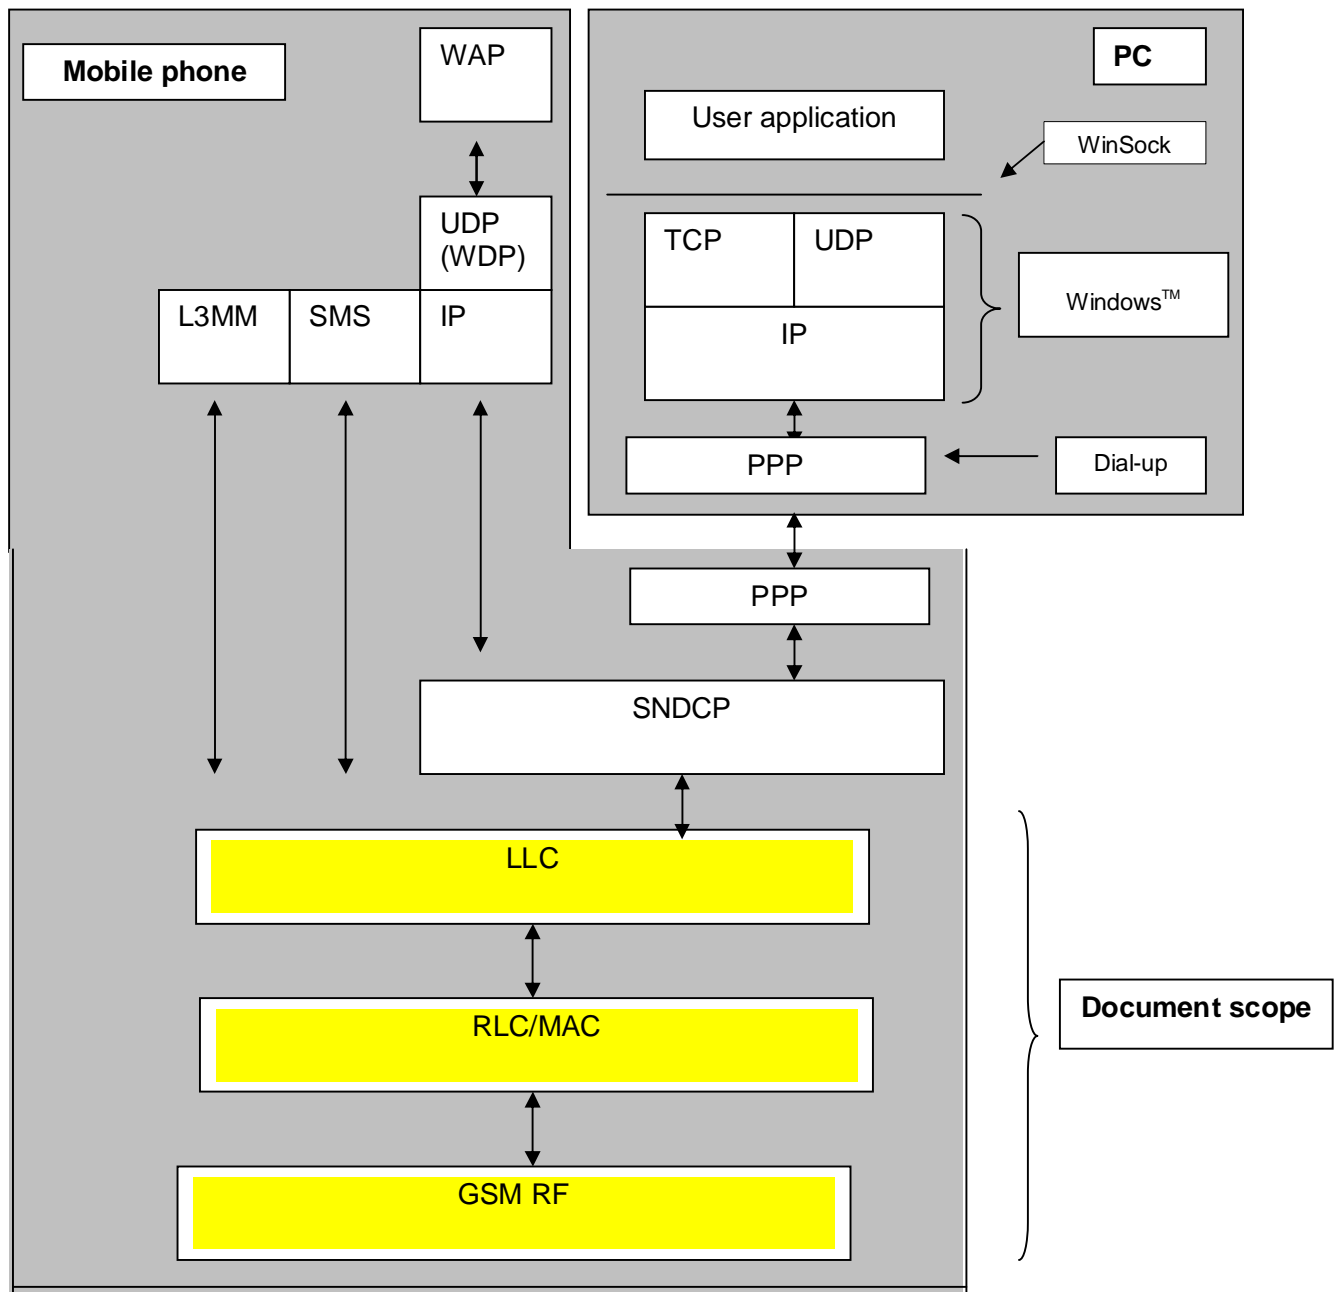 Mobile phone
WAP
UDP
(WDP)
L3MM
SMS
IP
PC
User application
WinSock
TCP
UDP
IP
Windows™
PPP
Dial-up
PPP
SNDCP
LLC
RLC/MAC
GSM RF
Document scope